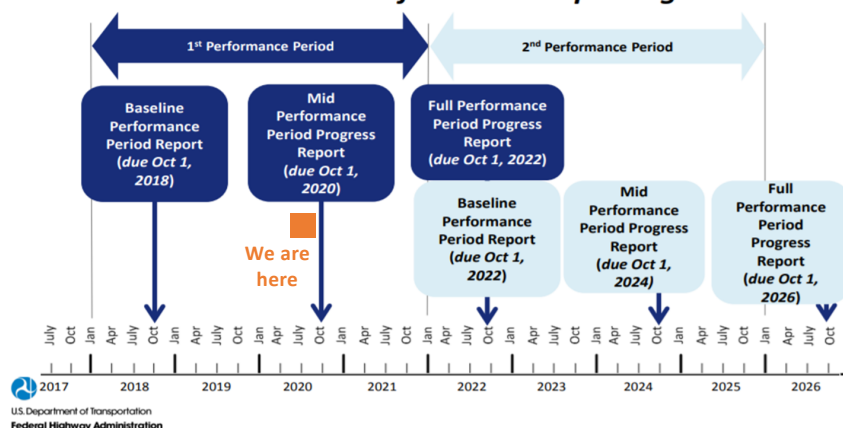 1st Performance Period
2nd Performance Period
Baseline
Performance
Period Report
(due Oct 1,
2018)
Mid
Performance
Period Progress
Report
(due Oct 1,
2020)
Full Performance
Period Progress
Report
(due Oct 1, 2022)
Baseline
Performance
Period Report
(due Oct 1,
2022)
Mid
Performance
Period Progress
Report
(due Oct 1,
2024)
Full
Performance
Period
Progress
Report
(due Oct 1,
2026)
We are
here
July Oct Jan Apr July Oct Jan Apr July Oct Jan Apr July Oct Jan Apr July Oct Jan Apr July Oct Jan Apr July Oct Jan Apr July Oct Jan Apr July Oct Jan Apr July Oct
2017 2018 2019 2020 2021 2022 2023 2024 2025 2026
U.S. Department of Transportation
Federal Highway Administration